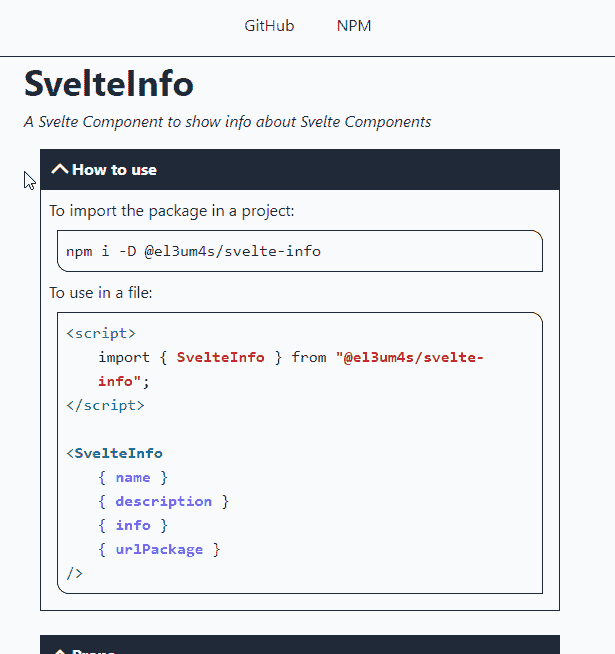 GitHub NPM
SvelteInfo
A Svelte Component to show info about Svelte Components
How to use
To import the package in a project:
npm i -D @el3um4s/svelte-info
To use in a file:
<script>
import { SvelteInfo } from "@el3um4s/svelte-
info";
</script>
<SvelteInfo
{ name }
{ description }
{ info }
{ urlPackage }
/>
Props